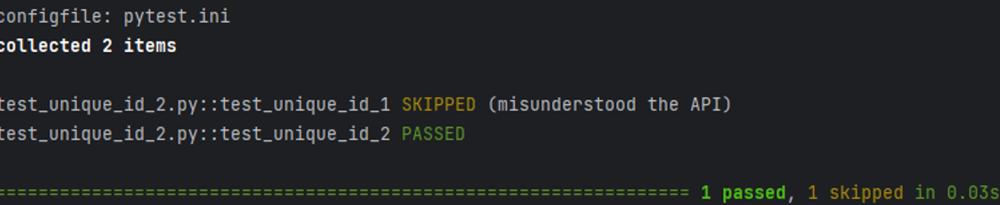 configfile: pytest.ini
collected 2 items
test_unique_id_2.py::test_unique_id_1 SKIPPED (misunderstood the API)
test_unique_id_2.py::test_unique_id_2 PASSED
================================================================== 1 passed, 1 skipped in 0.03s